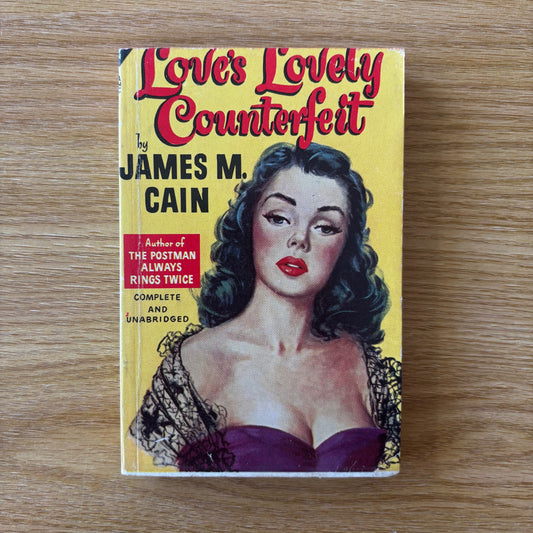 Love's Lovely
Counterfeit
by
JAMES M.
CAIN
Author of
THE POSTMAN
ALWAYS
RINGS TWICE
COMPLETE
AND
UNABRIDGED